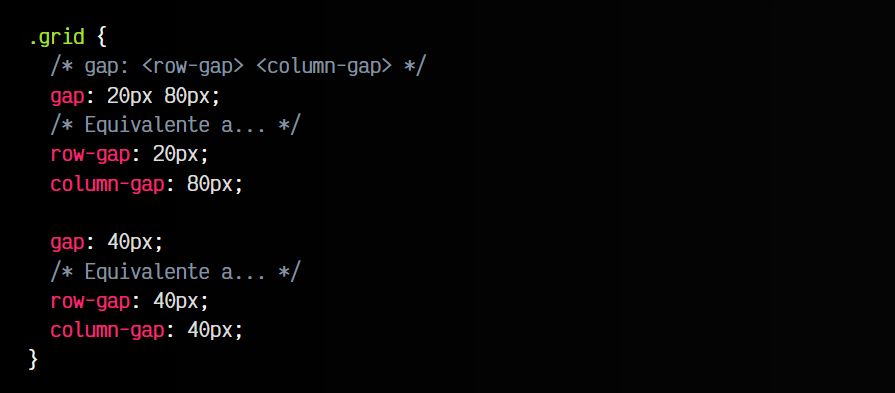 .grid {
  /* gap: <row-gap> <column-gap> */
  gap: 20px 80px;
  /* Equivalente a... */
  row-gap: 20px;
  column-gap: 80px;

  gap: 40px;
  /* Equivalente a... */
  row-gap: 40px;
  column-gap: 40px;
}